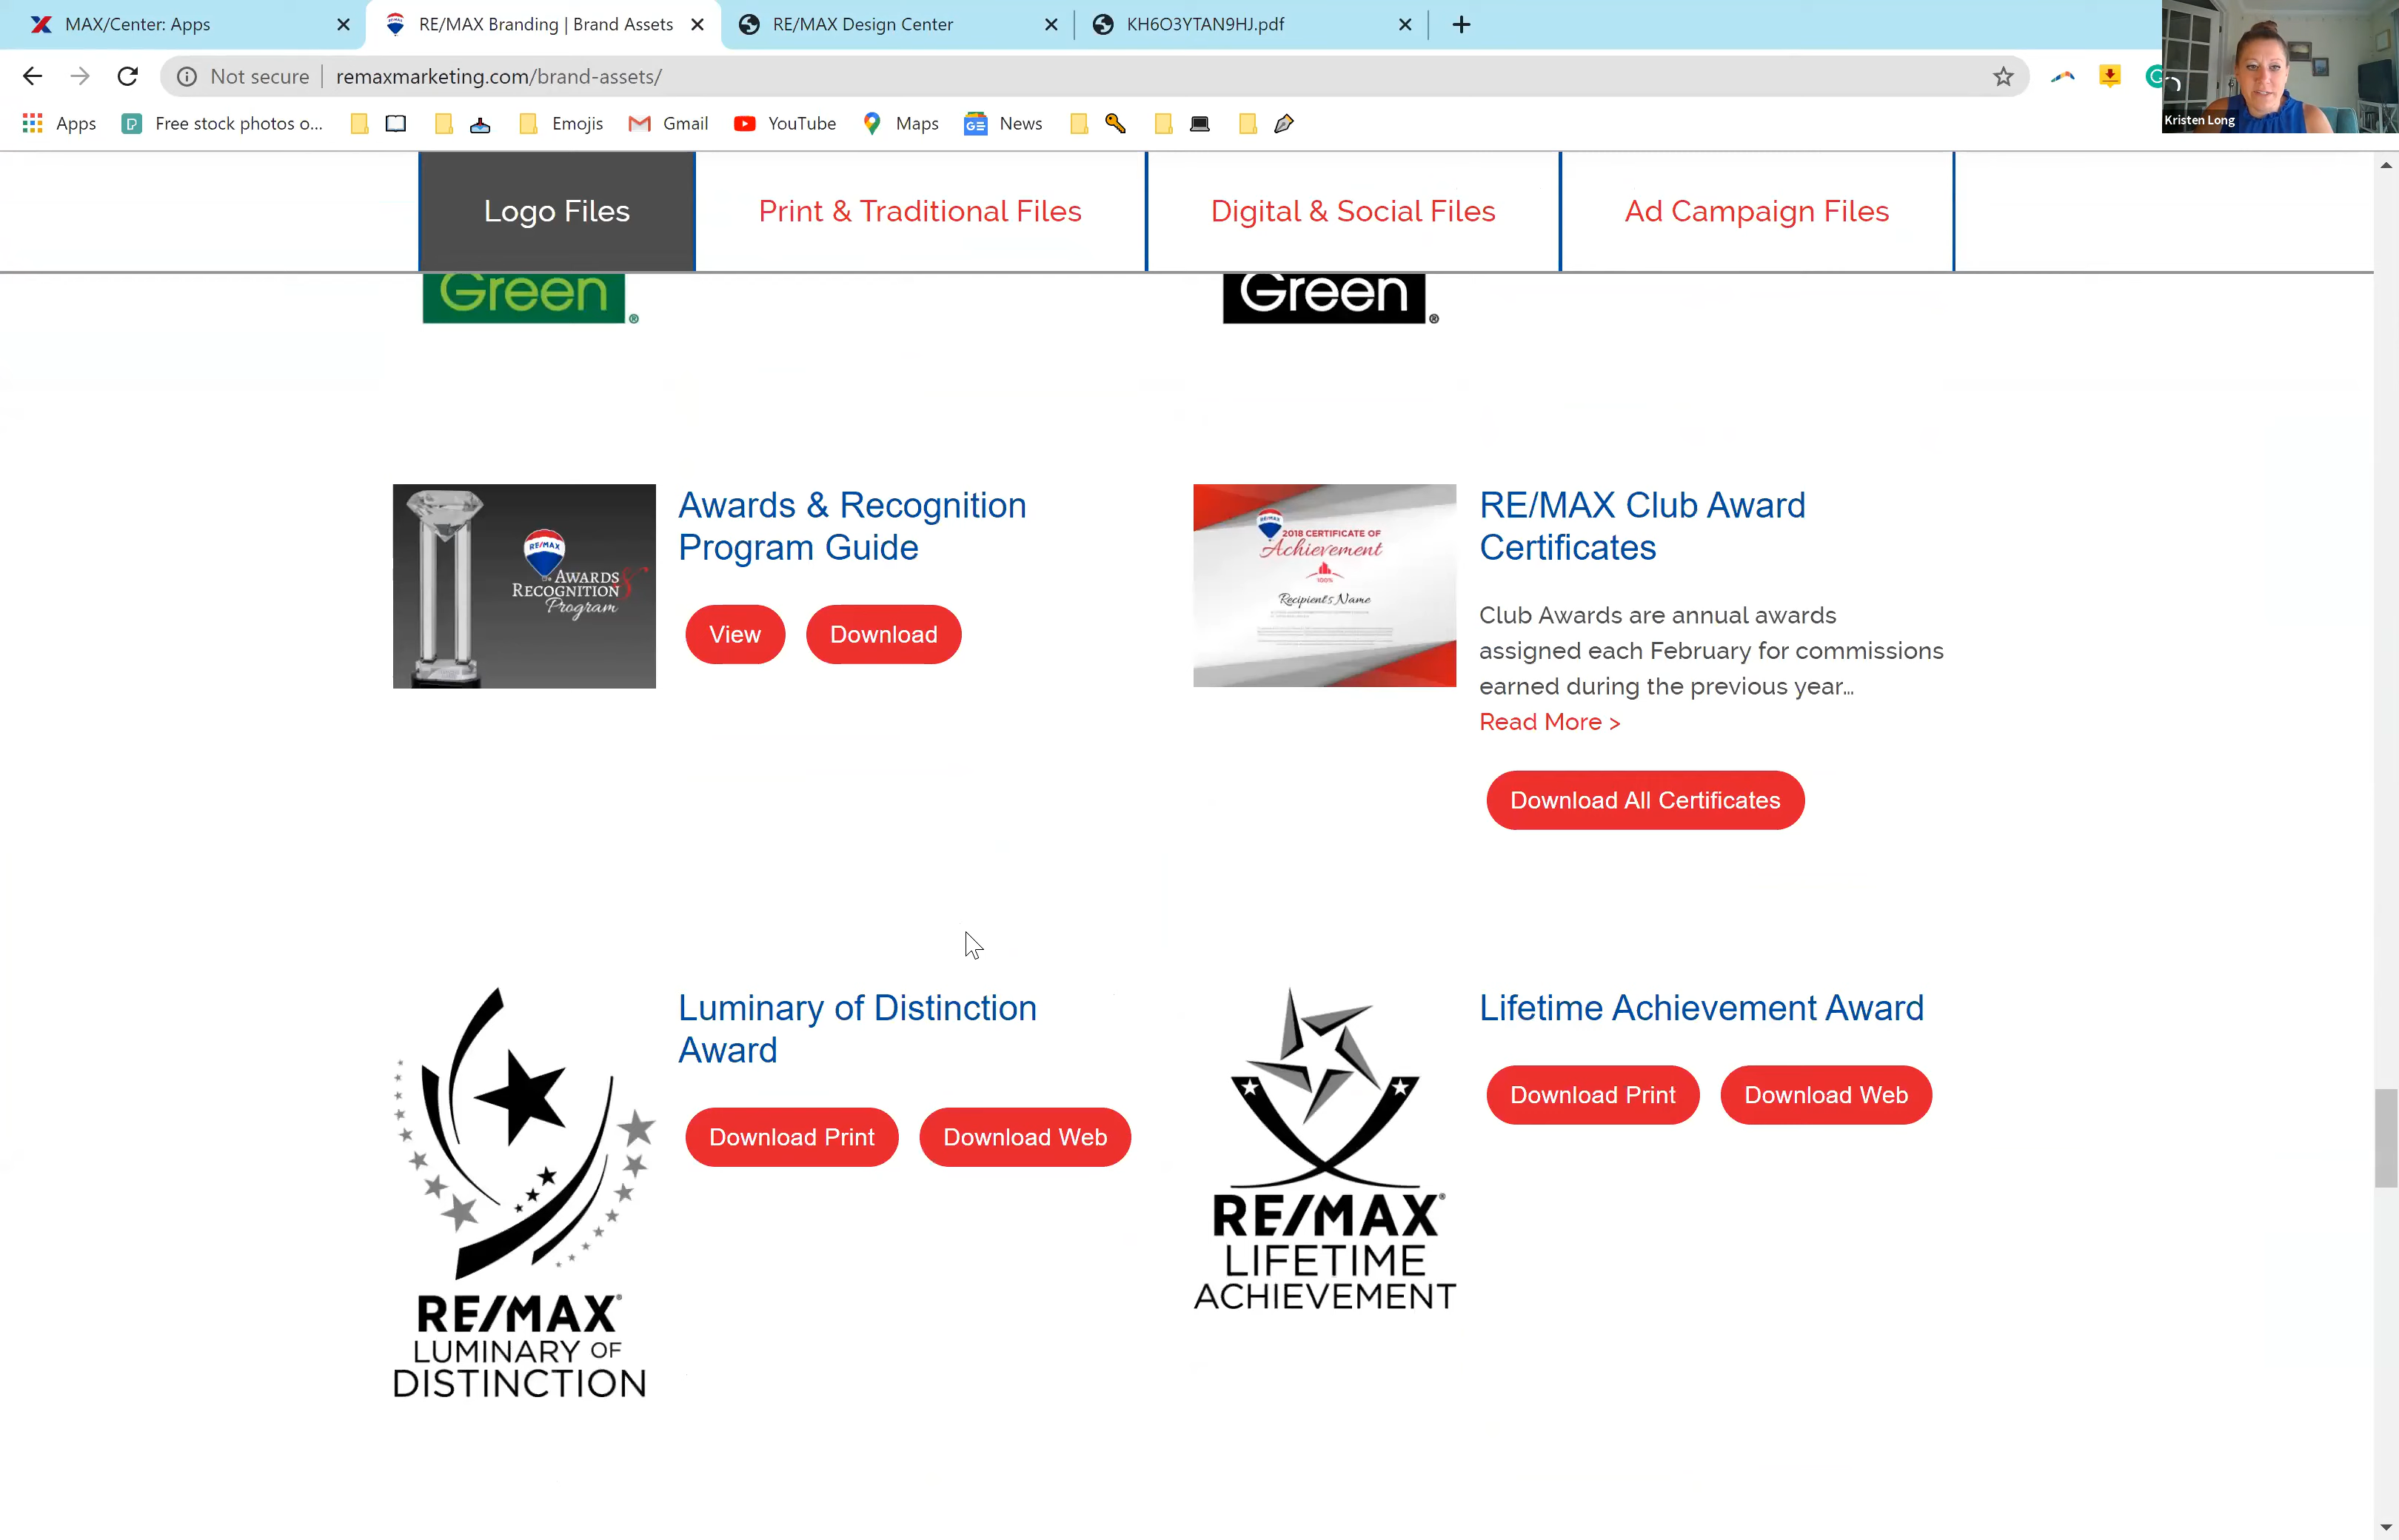 MAX/Center: Apps
RE/MAX Branding | Brand Assets
RE/MAX Design Center
KH6O3YTAN9HJ.pdf
Not secure
remaxmarketing.com/brand-assets/
Kristen Long
Apps
Free stock photos o...
Emojis
Gmail
YouTube
Maps
News
Logo Files
Print & Traditional Files
Digital & Social Files
Ad Campaign Files
Green®
Green®
RE/MAX
AWARDS &
RECOGNITION
Program
Awards & Recognition
Program Guide
View
Download
RE/MAX
2018 CERTIFICATE OF
Achievement
100%
Recipient's Name
RE/MAX Club Award
Certificates
Club Awards are annual awards
assigned each February for commissions
earned during the previous year...
Read More >
Download All Certificates
Luminary of Distinction
Award
Download Print
Download Web
RE/MAX®
LUMINARY OF
DISTINCTION
Lifetime Achievement Award
Download Print
Download Web
RE/MAX®
LIFETIME
ACHIEVEMENT